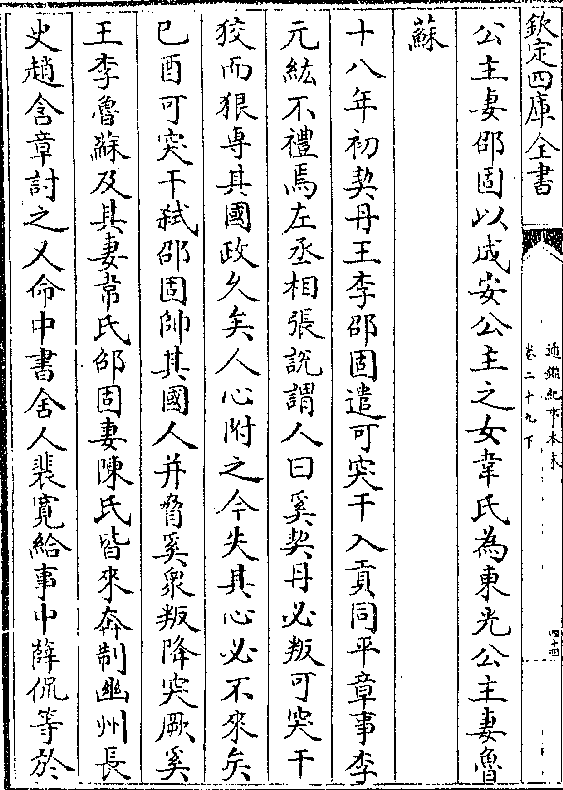 欽定四庫全書
通鑑紀事本末
卷二十九下
四十四
公主妻邵固以成安公主之女韋氏為東光公主妻魯
蘇
十八年初契丹王李邵固遣可突干入貢同平章事李
元紘不禮焉左丞相張說謂人曰奚契丹必叛可突干
狡而狠專其國政久矣人心附之今失其心必不來矣
已酉可突干弑邵固帥其國人并脅奚衆叛降突厥奚
王李魯蘇及其妻韋氏邵固妻陳氏皆來奔制幽州長
史趙含章討之又命中書舍人裴寛給事中薛侃等於